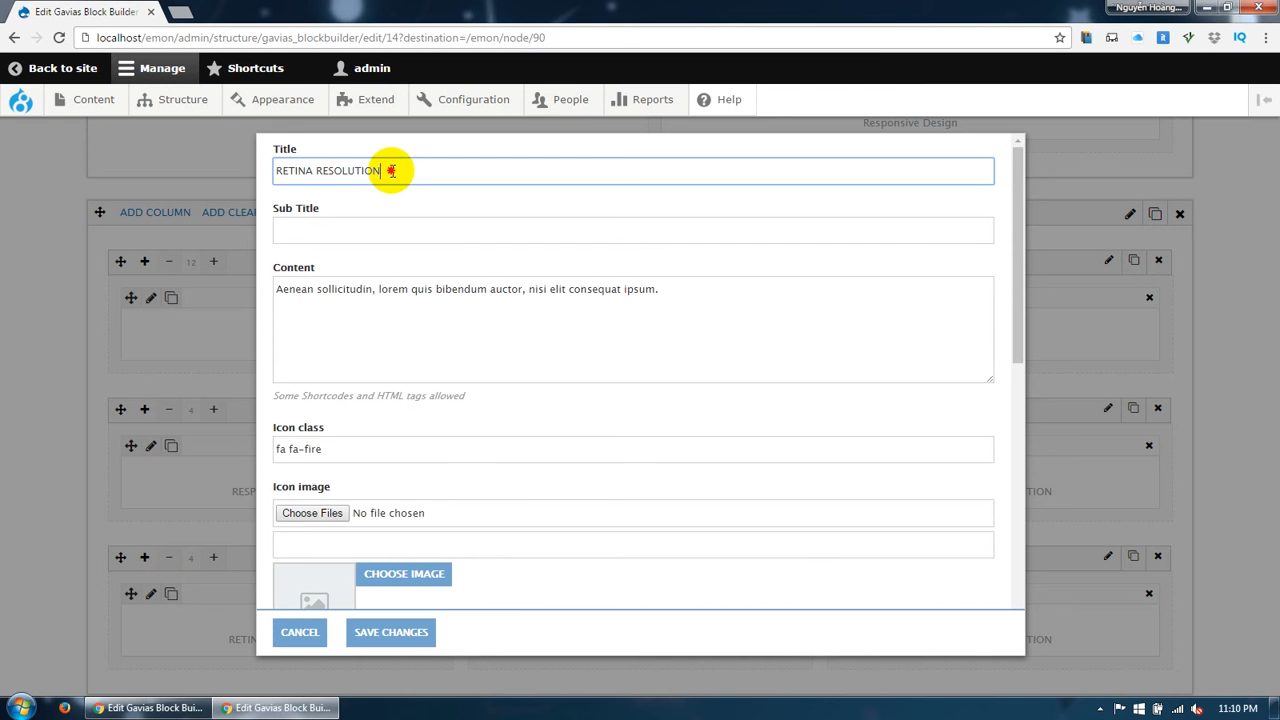 Edit Gavias Block Builder
Nguyen Hoang...
localhost/emon/admin/structure/gavias_blockbuilder/edit/14?destination=/emon/node/90
Back to site
Manage
Shortcuts
admin
Content
Structure
Appearance
Extend
Configuration
People
Reports
Help
Responsive Design
Title
RETINA RESOLUTION
Sub Title
ADD COLUMN
ADD CLEA
12
Content
Aenean sollicitudin, lorem quis bibendum auctor, nisi elit consequat ipsum.
Some Shortcodes and HTML tags allowed
4
Icon class
fa fa-fire
Icon image
RESP
ION
Choose Files
No file chosen
4
CHOOSE IMAGE
RETIN
TION
CANCEL
SAVE CHANGES
Edit Gavias Block Bui...
Edit Gavias Block Bui...
11:10 PM